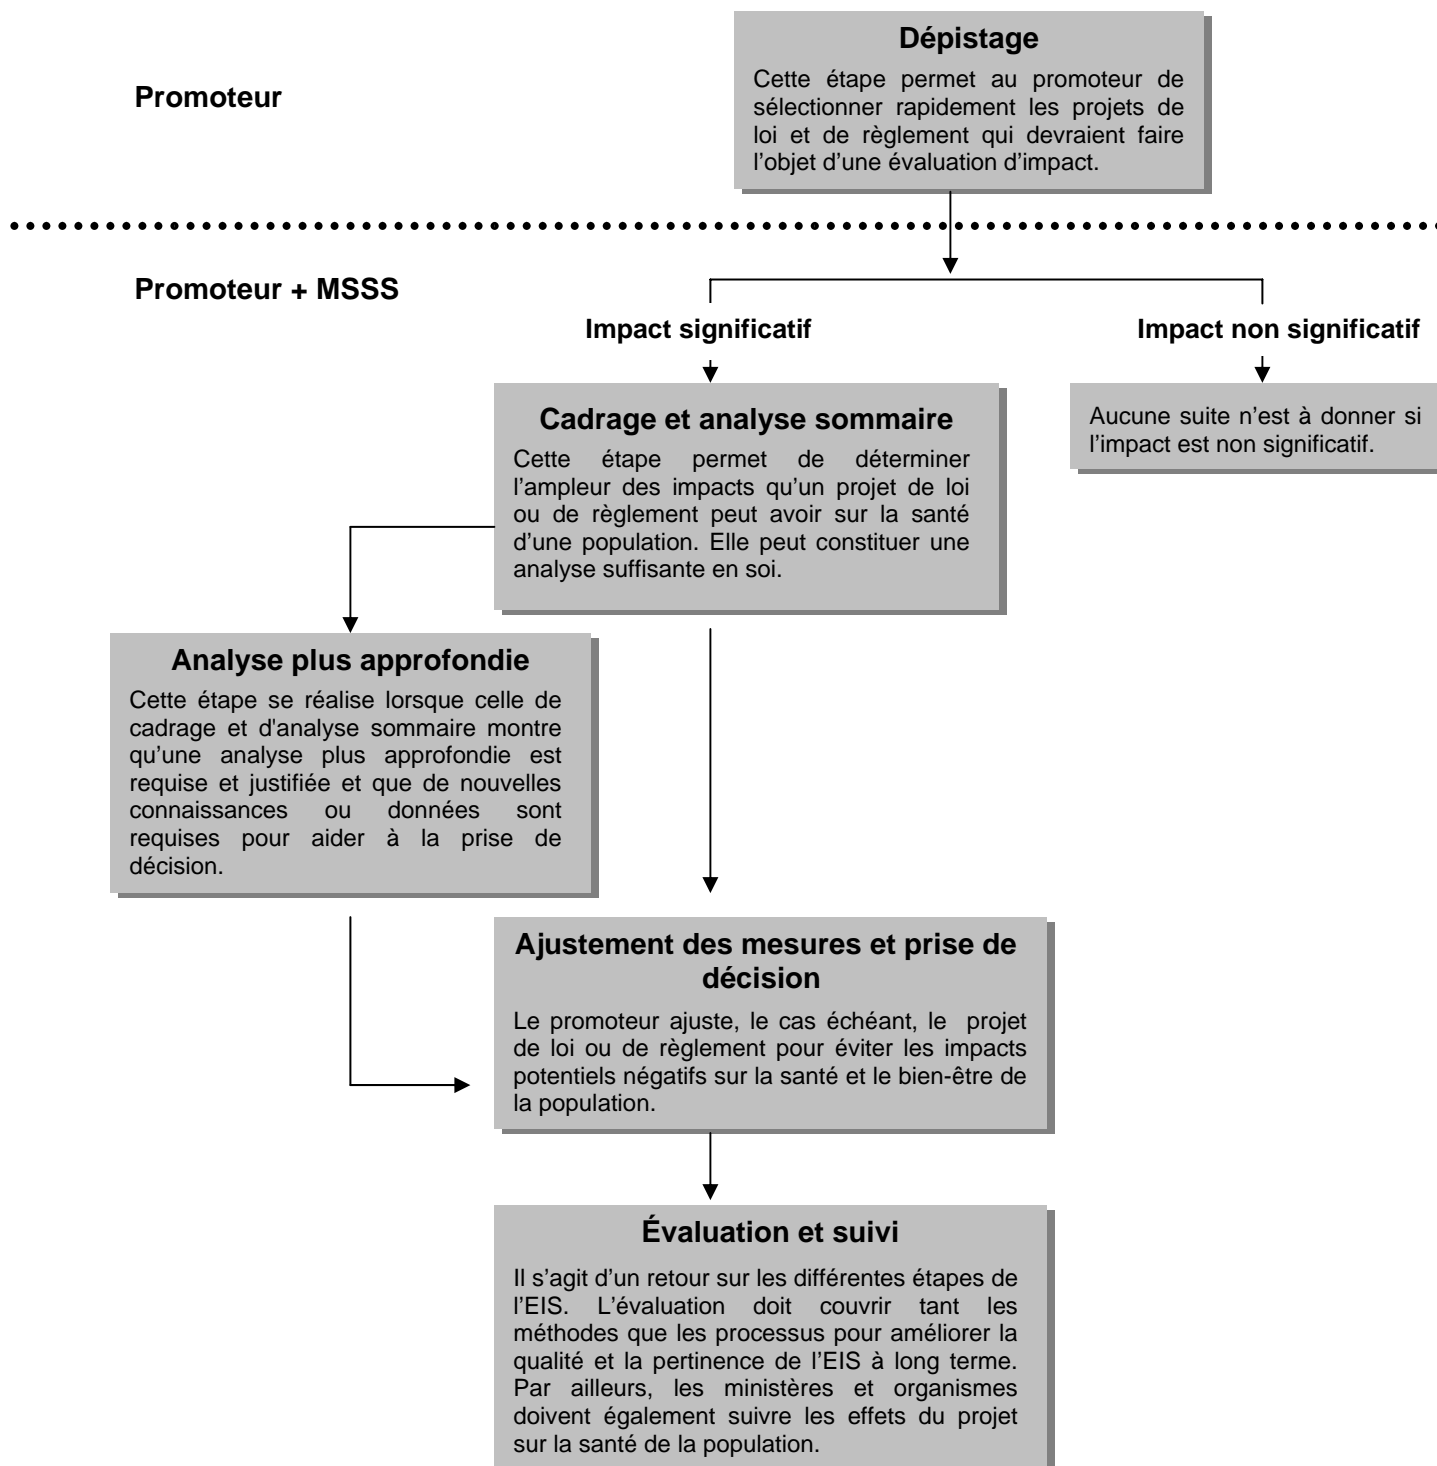 Dépistage
Cette étape permet au promoteur de
sélectionner rapidement les projets de
loi et de règlement qui devraient faire
l’objet d’une évaluation d’impact.
Promoteur
Promoteur + MSSS
Impact significatif
Impact non significatif
Cadrage et analyse sommaire
Cette étape permet de déterminer
l’ampleur des impacts qu’un projet de loi
ou de règlement peut avoir sur la santé
d’une population. Elle peut constituer une
analyse suffisante en soi.
Aucune suite n’est à donner si
l’impact est non significatif.
Analyse plus approfondie
Cette étape se réalise lorsque celle de
cadrage et d'analyse sommaire montre
qu’une analyse plus approfondie est
requise et justifiée et que de nouvelles
connaissances ou données sont
requises pour aider à la prise de
décision.
Ajustement des mesures et prise de
décision
Le promoteur ajuste, le cas échéant, le projet
de loi ou de règlement pour éviter les impacts
potentiels négatifs sur la santé et le bien-être de
la population.
Évaluation et suivi
Il s’agit d’un retour sur les différentes étapes de
l’EIS. L’évaluation doit couvrir tant les
méthodes que les processus pour améliorer la
qualité et la pertinence de l’EIS à long terme.
Par ailleurs, les ministères et organismes
doivent également suivre les effets du projet
sur la santé de la population.